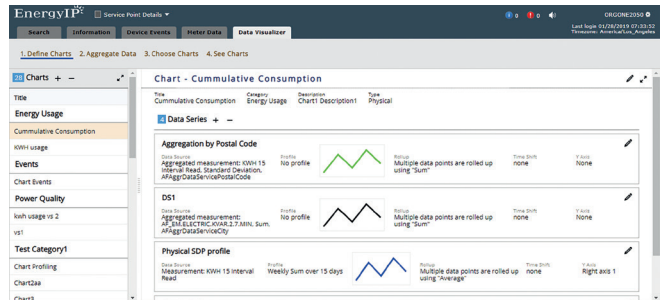 EnergyIP®
Service Point Details
0
0
ORGONE2050
Last login 01/28/2019 07:33:52
Timezone: America/Los_Angeles
Search
Information
Device Events
Meter Data
Data Visualizer
1. Define Charts
2. Aggregate Data
3. Choose Charts
4. See Charts
28 Charts + −
Title
Energy Usage
Cummulative Consumption
KWH usage
Events
Chart Events
Power Quality
kwh usage vs 2
vs1
Test Category1
Chart Profiling
Chart2aa
Chart3
Chart - Cummulative Consumption
Title
Cummulative Consumption
Category
Energy Usage
Description
Chart1 Description1
Type
Physical
4 Data Series + −
Aggregation by Postal Code
Data Source
Aggregated measurement: KWH 15
Interval Read, Standard Deviation,
AFAggrDataServicePostalCode
Profile
No profile
Rollup
Multiple data points are rolled up
using "Sum"
Time Shift
none
Y Axis
None
DS1
Data Source
Aggregated measurement:
AF_EM.ELECTRIC.KVAR.2.7.MIN, Sum,
AFAggrDataServiceCity
Profile
No profile
Rollup
Multiple data points are rolled up
using "Sum"
Time Shift
none
Y Axis
None
Physical SDP profile
Data Source
Measurement: KWH 15 Interval
Read
Profile
Weekly Sum over 15 days
Rollup
Multiple data points are rolled up
using "Average"
Time Shift
none
Y Axis
Right axis 1